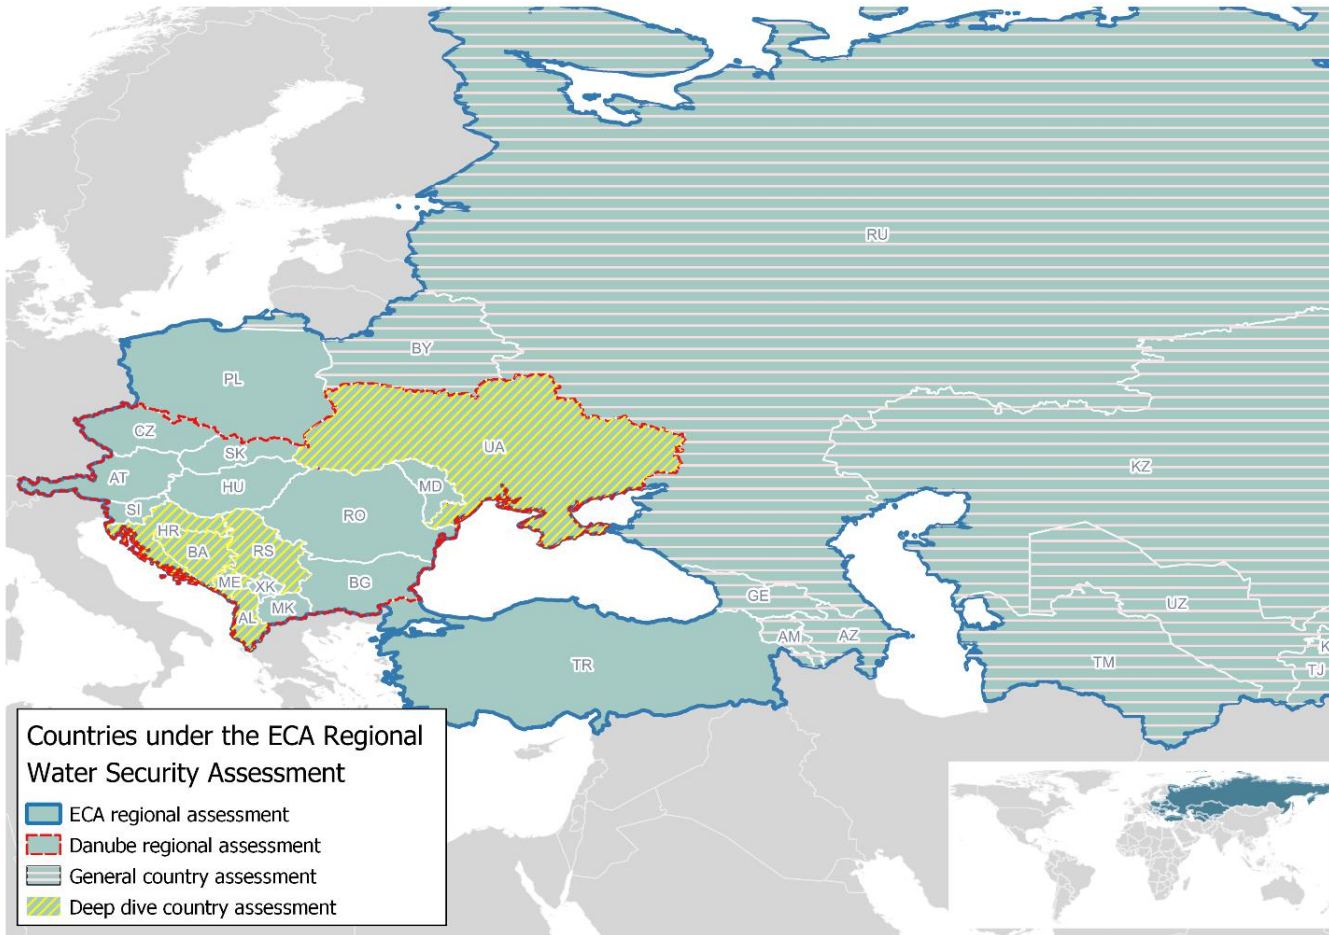 RU
BY
PL
CZ
UA
SK
KZ
AT
HU
MD
SI
RO
HR
BA
RS
BG
ME
XK
GE
UZ
MK
AL
AM
AZ
K
TR
TM
TJ
Countries under the ECA Regional
Water Security Assessment
ECA regional assessment
Danube regional assessment
General country assessment
Deep dive country assessment